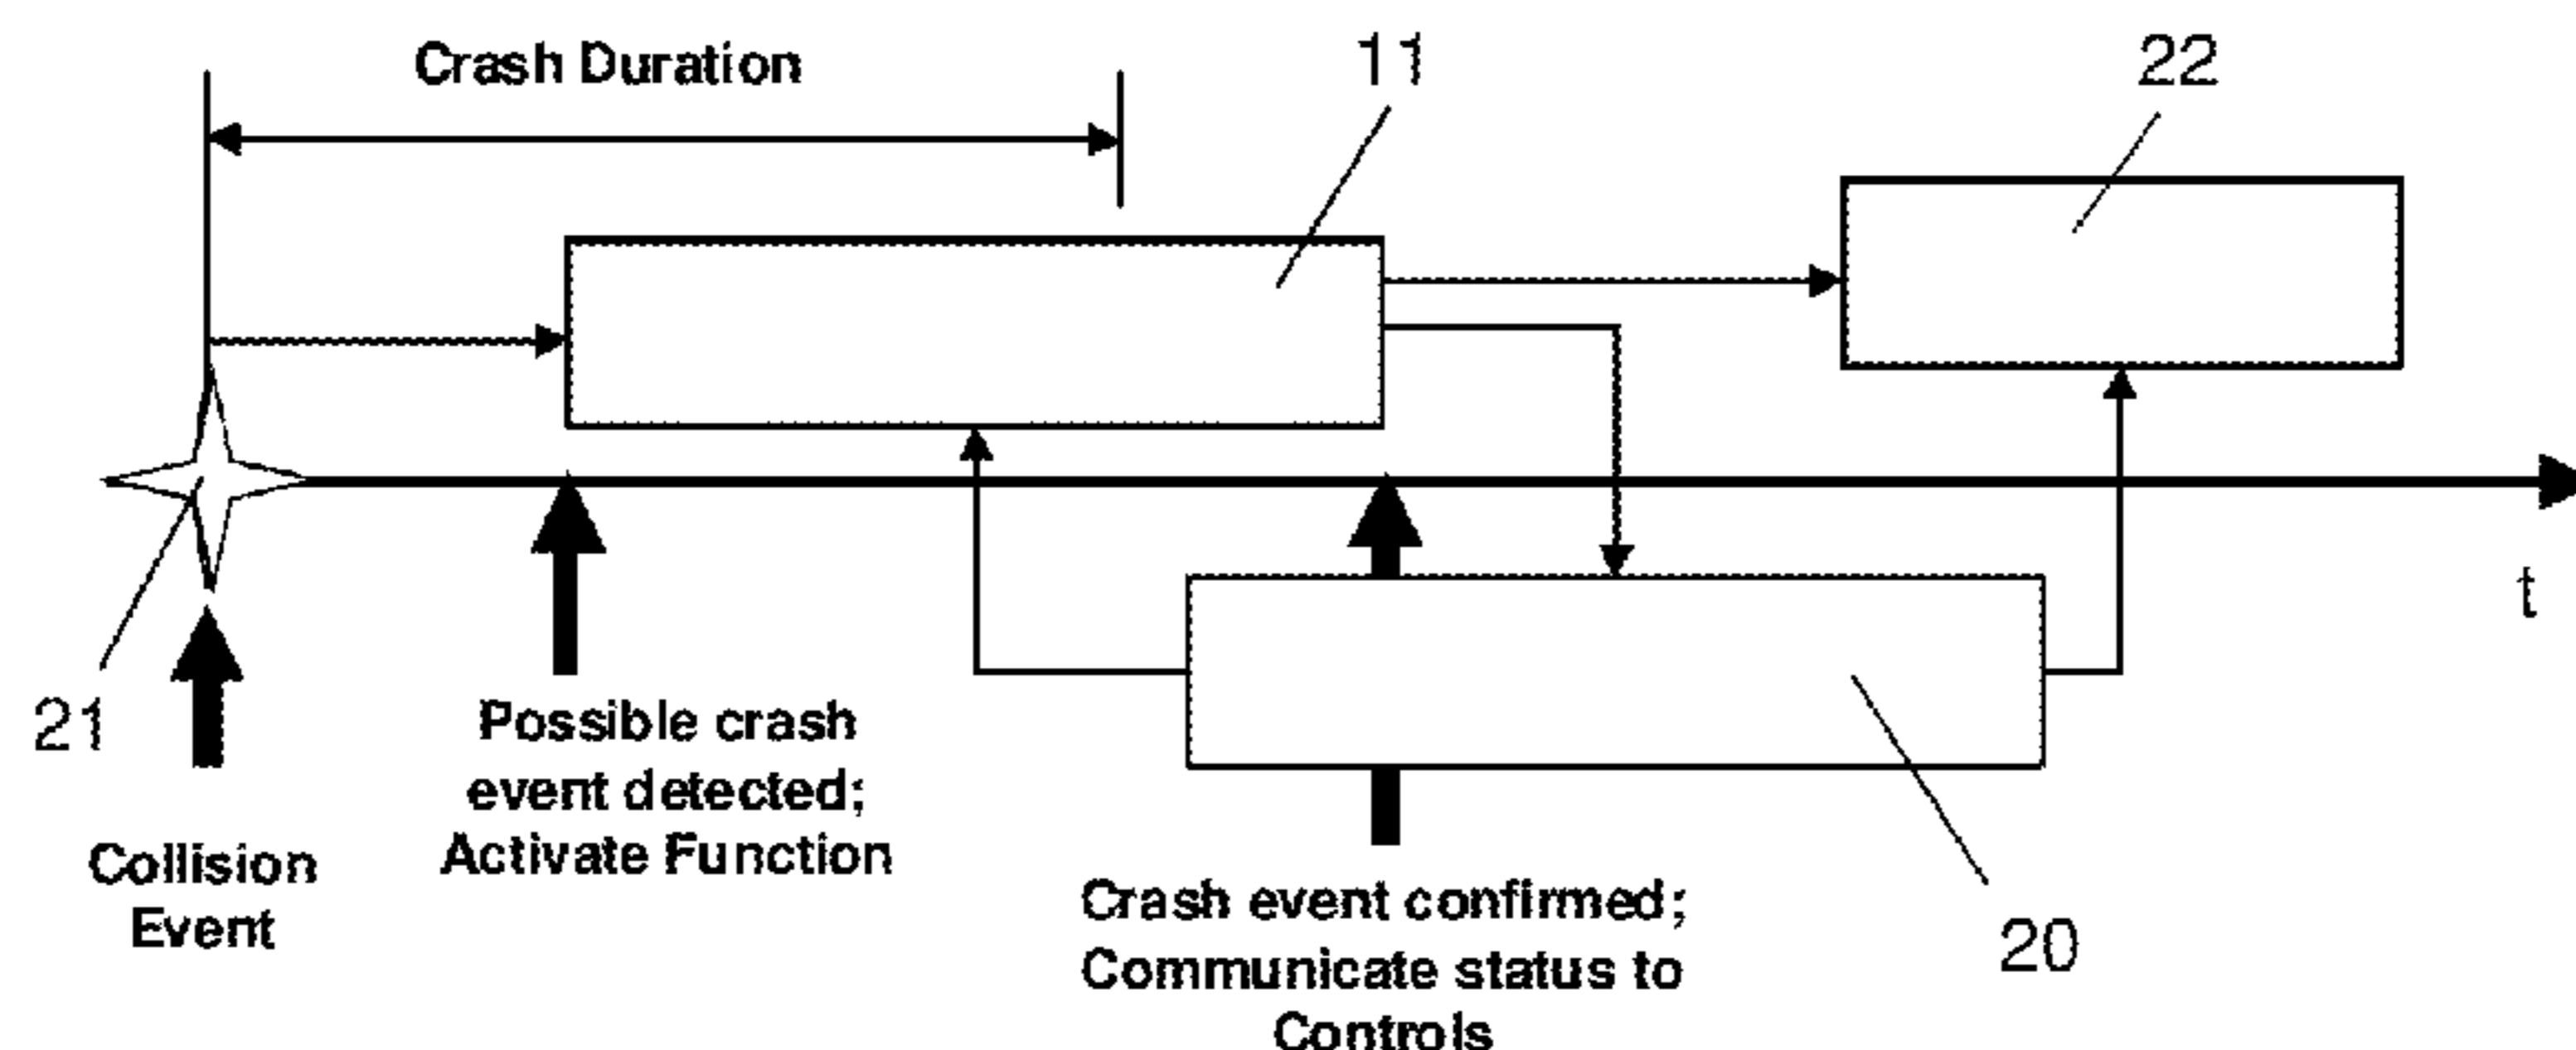 Crash Duration
11
22
t
21
Possible crash
event detected;
Activate Function
Collision
Event
Crash event confirmed;
Communicate status to
Controls
20